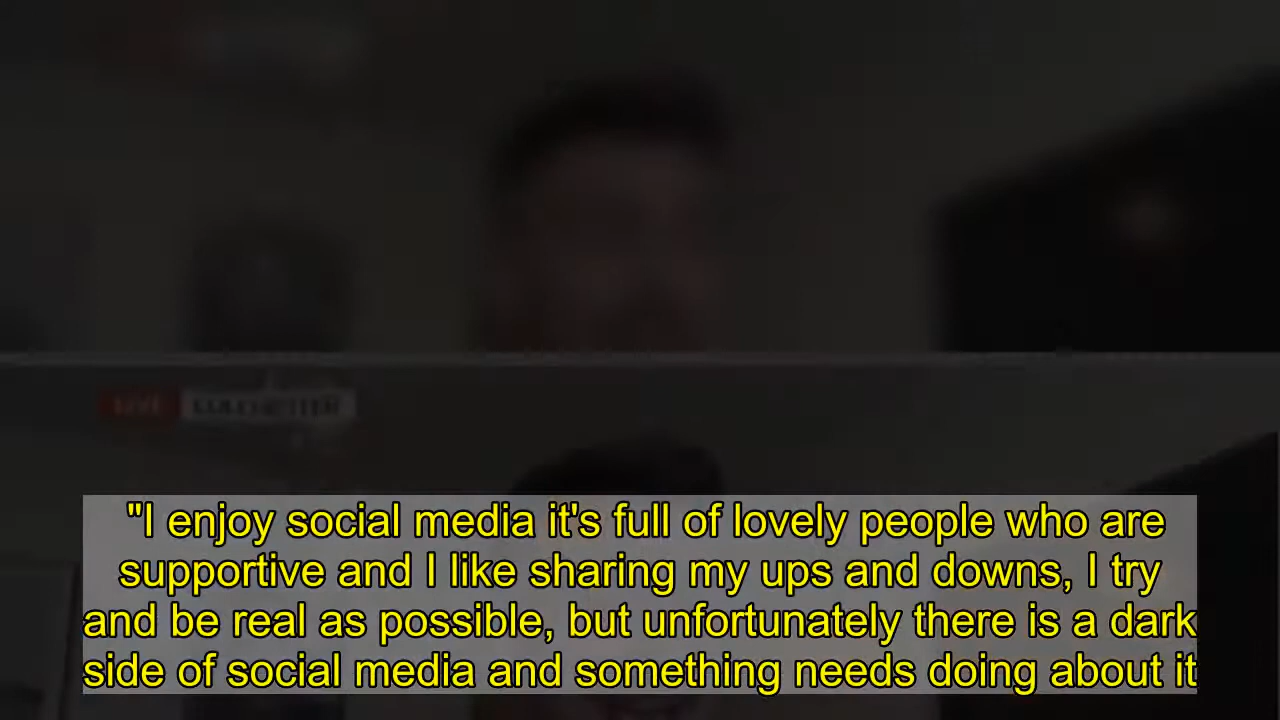 LIVE COLCHESTER
"I enjoy social media it's full of lovely people who are
supportive and I like sharing my ups and downs, I try
and be real as possible, but unfortunately there is a dark
side of social media and something needs doing about it